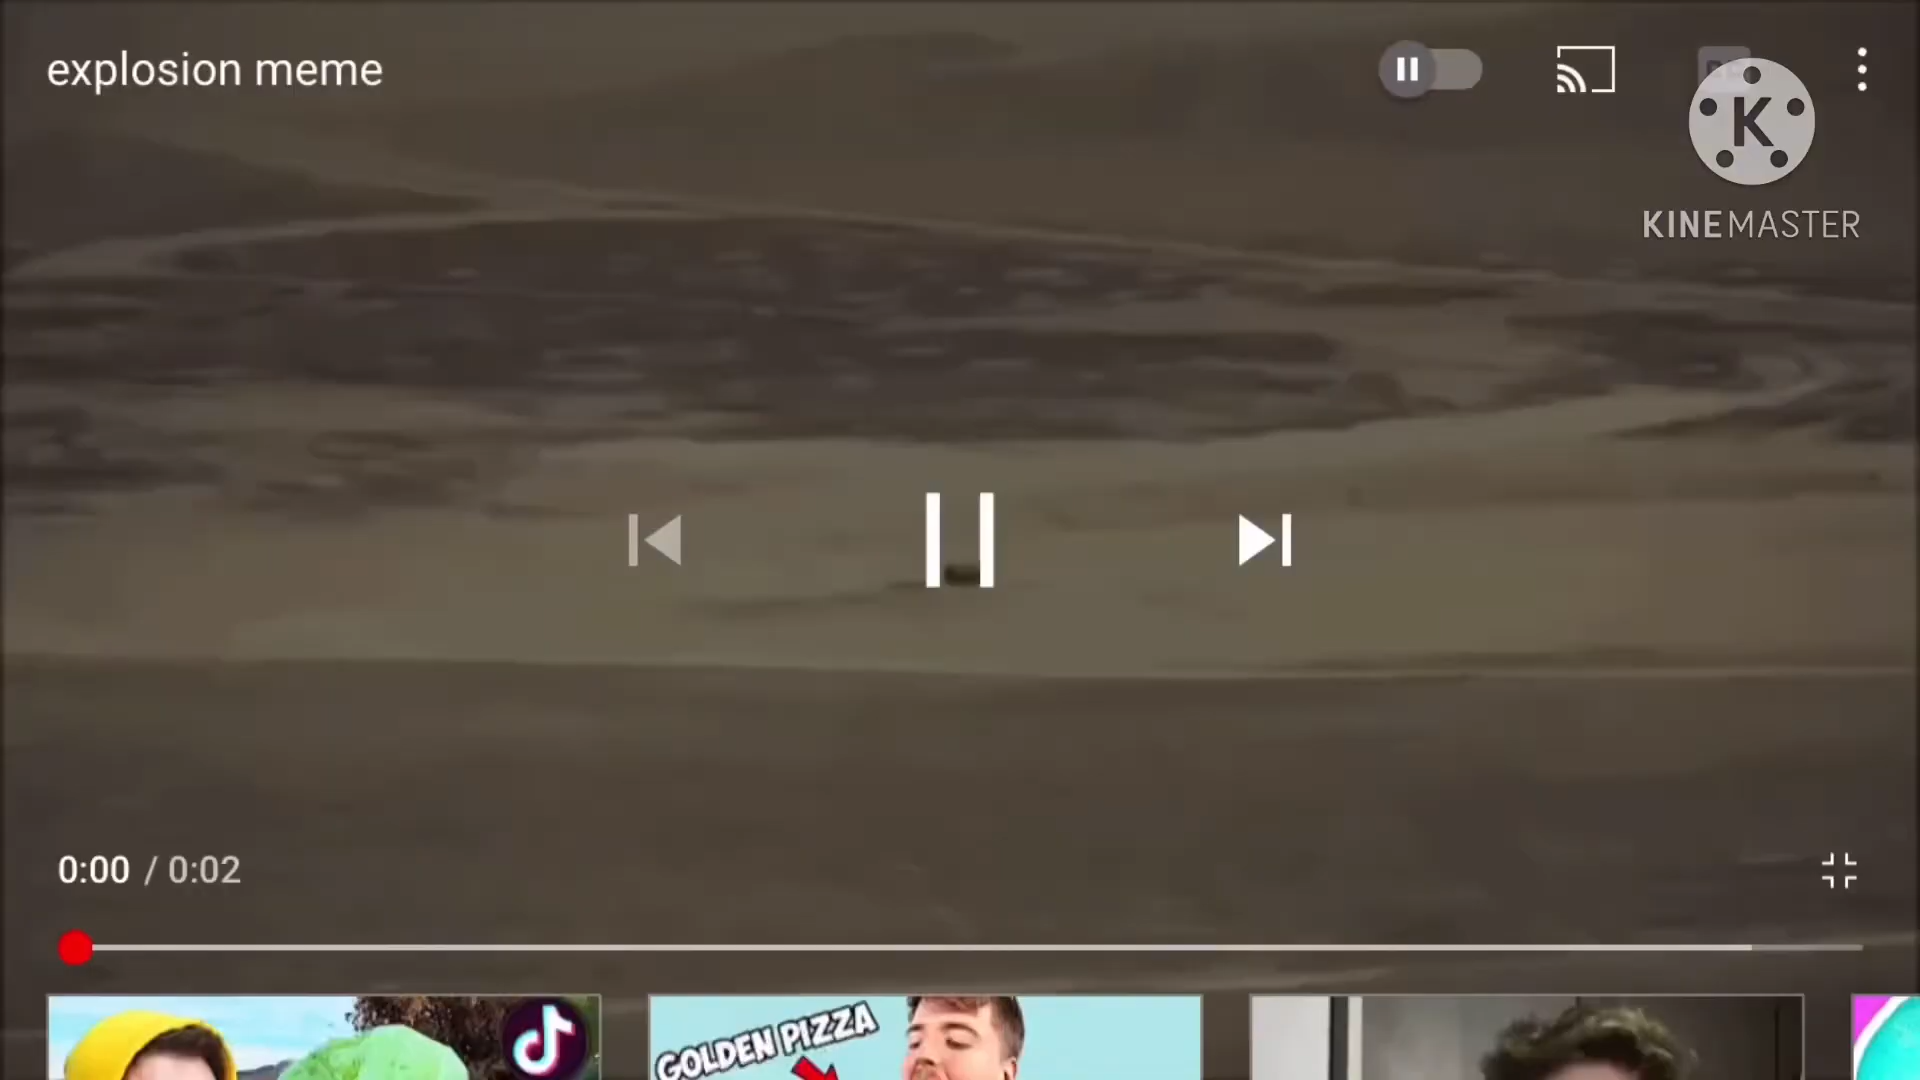 explosion meme
K
KINEMASTER
0:00 / 0:02
GOLDEN PIZZA